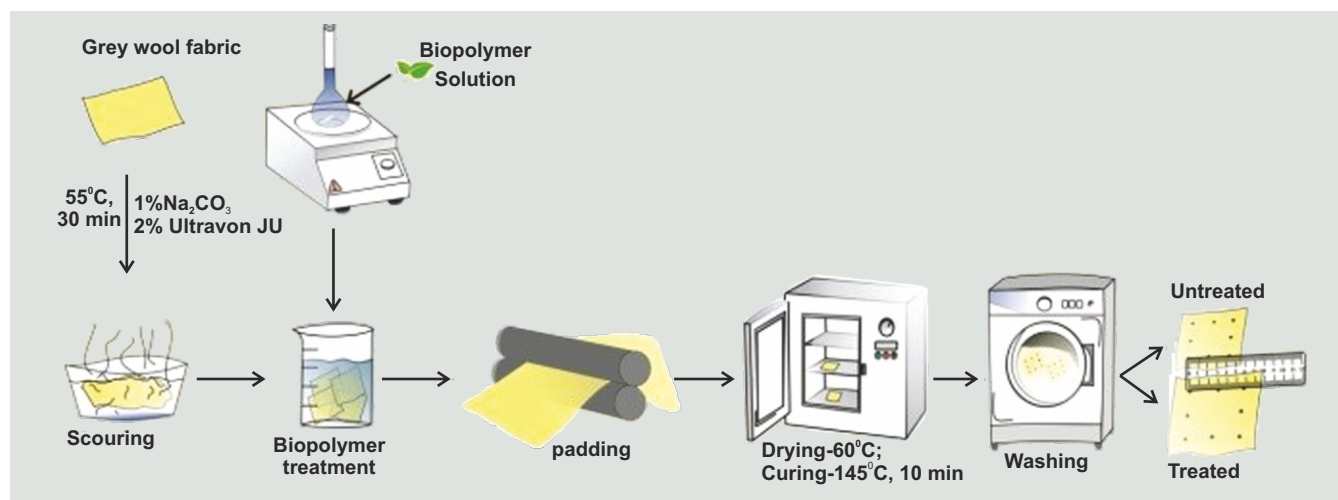 Grey wool fabric
Biopolymer
Solution
55⁰C,
30 min
1%Na₂CO₃
2% Ultravon JU
Scouring
Biopolymer
treatment
padding
Drying-60⁰C;
Curing-145⁰C, 10 min
Washing
Untreated
Treated